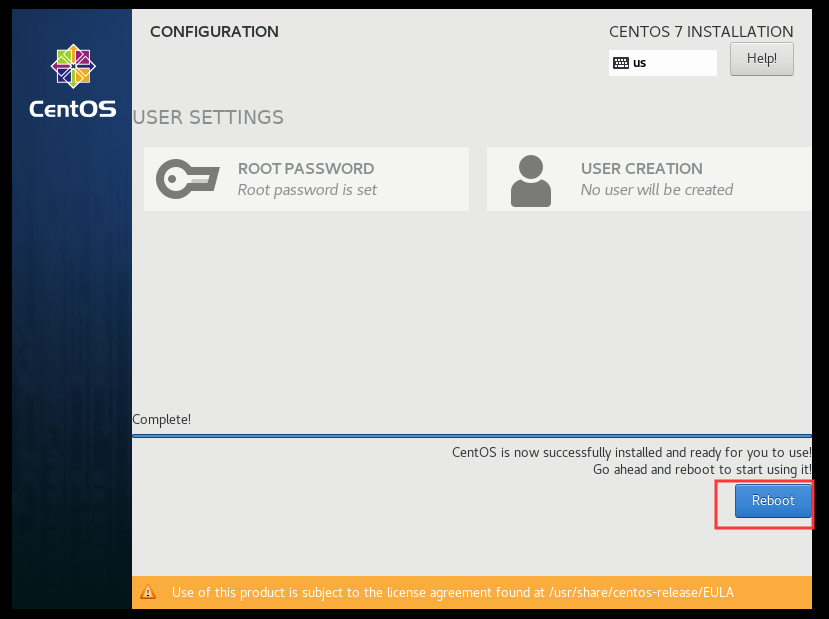 CONFIGURATION
CENTOS 7 INSTALLATION
us
Help!
CentOS
USER SETTINGS
ROOT PASSWORD
Root password is set
USER CREATION
No user will be created
Complete!
CentOS is now successfully installed and ready for you to use!
Go ahead and reboot to start using it!
Reboot
Use of this product is subject to the license agreement found at /usr/share/centos-release/EULA